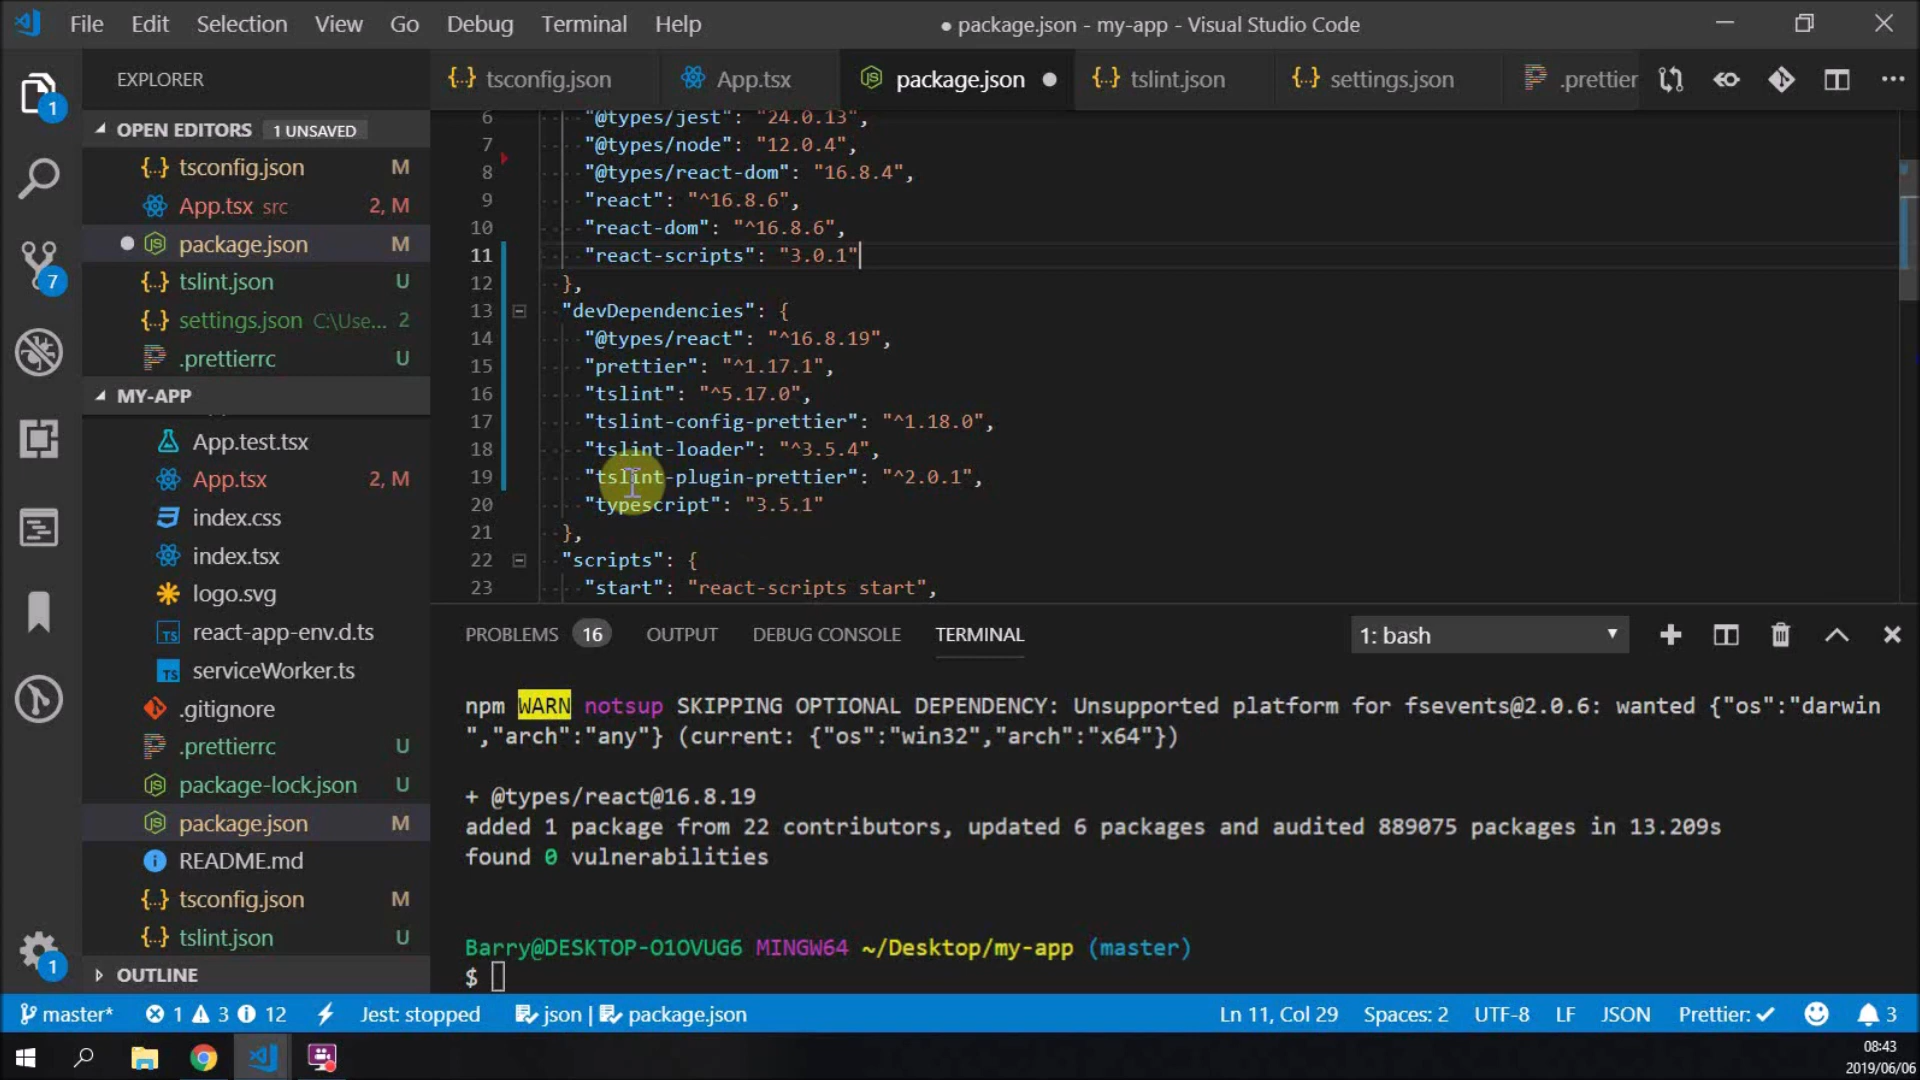 File Edit Selection View Go Debug Terminal Help
● package.json - my-app - Visual Studio Code
EXPLORER
{..} tsconfig.json
App.tsx
package.json ●
{..} tslint.json
{..} settings.json
.prettier
1
OPEN EDITORS 1 UNSAVED
{..} tsconfig.json M
App.tsx src 2, M
● package.json M
{..} tslint.json U
{..} settings.json C:\Use... 2
.prettierrc U
7
MY-APP
App.test.tsx
App.tsx 2, M
index.css
index.tsx
logo.svg
TS react-app-env.d.ts
TS serviceWorker.ts
.gitignore
.prettierrc U
package-lock.json U
package.json M
README.md
{..} tsconfig.json M
{..} tslint.json U
1
OUTLINE
6 "@types/jest": "24.0.13",
7 "@types/node": "12.0.4",
8 "@types/react-dom": "16.8.4",
9 "react": "^16.8.6",
10 "react-dom": "^16.8.6",
11 "react-scripts": "3.0.1"
12 },
13 "devDependencies": {
14 "@types/react": "^16.8.19",
15 "prettier": "^1.17.1",
16 "tslint": "^5.17.0",
17 "tslint-config-prettier": "^1.18.0",
18 "tslint-loader": "^3.5.4",
19 "tslint-plugin-prettier": "^2.0.1",
20 "typescript": "3.5.1"
21 },
22 "scripts": {
23 "start": "react-scripts start",
PROBLEMS 16 OUTPUT DEBUG CONSOLE TERMINAL 1: bash
npm WARN notsup SKIPPING OPTIONAL DEPENDENCY: Unsupported platform for fsevents@2.0.6: wanted {"os":"darwin
","arch":"any"} (current: {"os":"win32","arch":"x64"})
+ @types/react@16.8.19
added 1 package from 22 contributors, updated 6 packages and audited 889075 packages in 13.209s
found 0 vulnerabilities
Barry@DESKTOP-O1OVUG6 MINGW64 ~/Desktop/my-app (master)
$
master* 1 3 12 Jest: stopped json | package.json Ln 11, Col 29 Spaces: 2 UTF-8 LF JSON Prettier: ✓ 3
08:43
2019/06/06